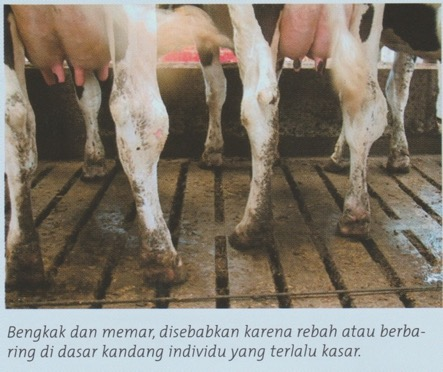 Bengkak dan memar, disebabkan karena rebah atau berba-
ring di dasar kandang individu yang terlalu kasar.